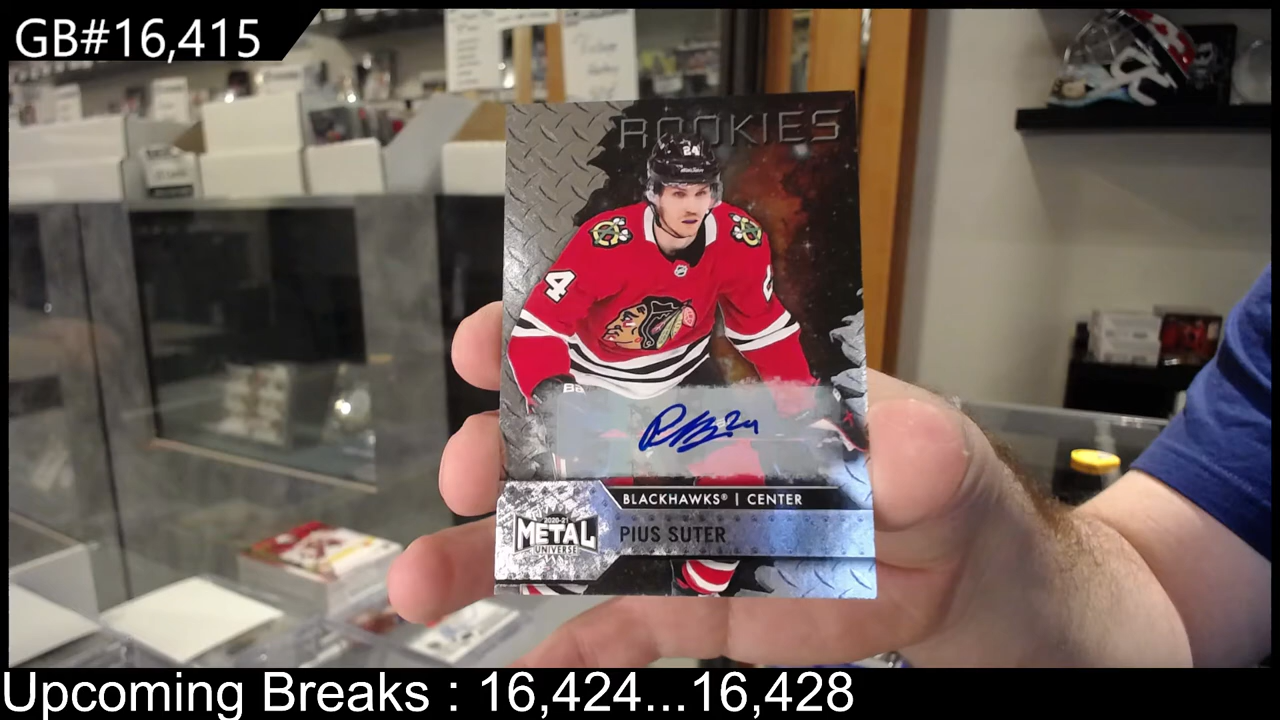 GB#16,415
ROOKIES
24
4
BLACKHAWKS® | CENTER
2020-21
METAL
UNIVERSE
PIUS SUTER
Upcoming Breaks : 16,424...16,428